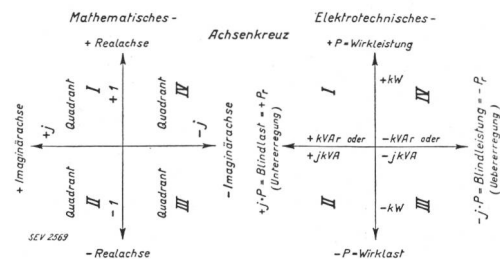 Mathematisches-
Elektrotechnisches-
Achsenkreuz
+ Realachse
+P=Wirkleistung
+ Imaginärachse
+j
Quadrant I
+1
Quadrant IV
-j
- Imaginärachse
Quadrant II
-1
Quadrant III
- Realachse
+j·P = Blindlast = +Pr
(Untererregung)
I
+kW
IV
+kVAr oder
+jkVA
-kVAr oder
-jkVA
II
-kW
III
-j·P = Blindleistung = -Pr
(Uebererregung)
-P=Wirklast
SEV 2569